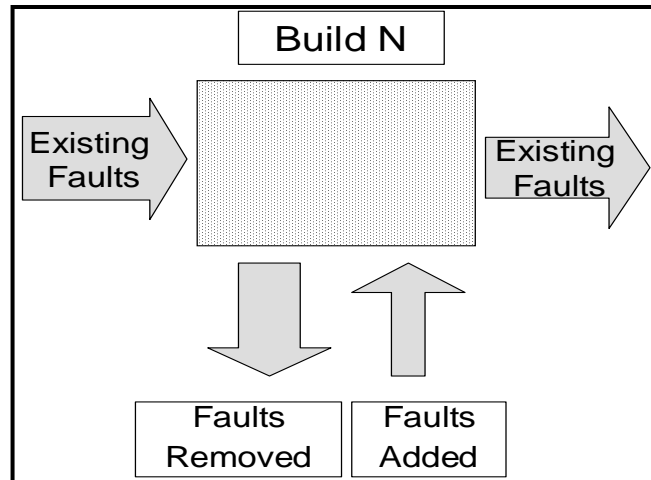 Build N
Existing
Faults
Existing
Faults
Faults
Removed
Faults
Added